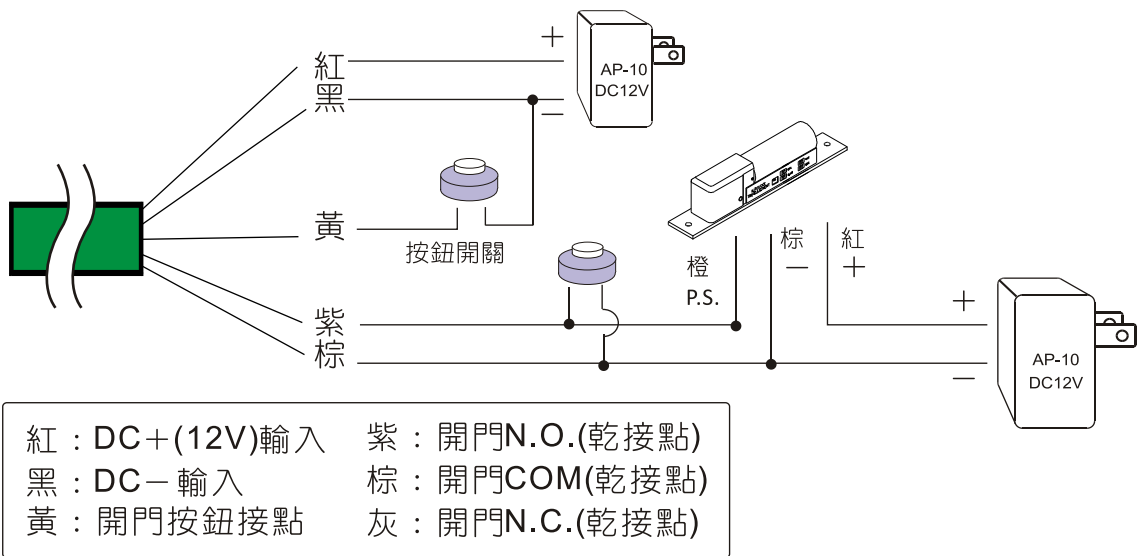 +
紅
AP-10
DC12V
黑
−
黃
按鈕開關
棕
紅
橙
−
+
P.S.
紫
+
棕
−
AP-10
DC12V
紅：DC+(12V)輸入
紫：開門N.O.(乾接點)
黑：DC−輸入
棕：開門COM(乾接點)
黃：開門按鈕接點
灰：開門N.C.(乾接點)